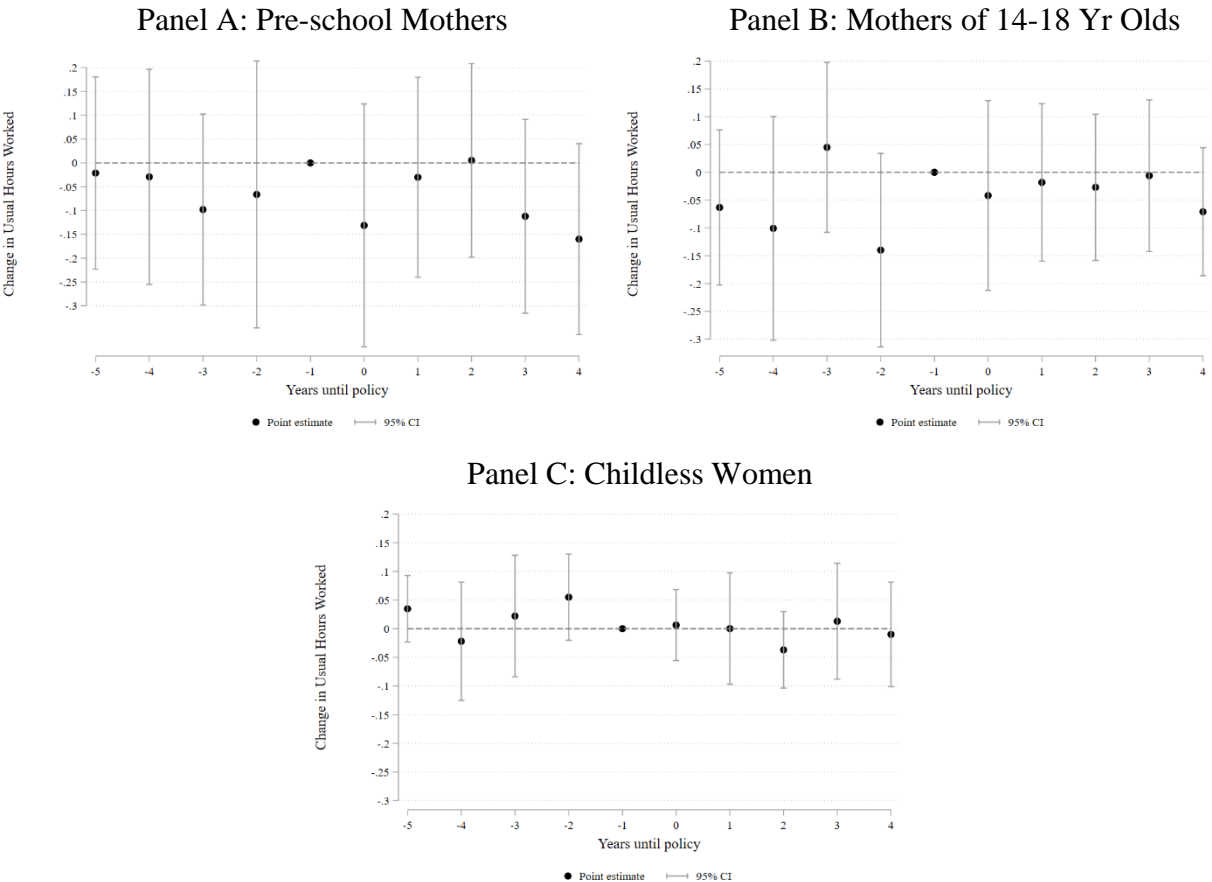 Panel A: Pre-school Mothers
Change in Usual Hours Worked
.2
.15
.1
.05
0
-.05
-.1
-.15
-.2
-.25
-.3
-5 -4 -3 -2 -1 0 1 2 3 4
Years until policy
Point estimate 95% CI
Panel B: Mothers of 14-18 Yr Olds
Change in Usual Hours Worked
.2
.15
.1
.05
0
-.05
-.1
-.15
-.2
-.25
-.3
-5 -4 -3 -2 -1 0 1 2 3 4
Years until policy
Point estimate 95% CI
Panel C: Childless Women
Change in Usual Hours Worked
.2
.15
.1
.05
0
-.05
-.1
-.15
-.2
-.25
-.3
-5 -4 -3 -2 -1 0 1 2 3 4
Years until policy
Point estimate 95% CI